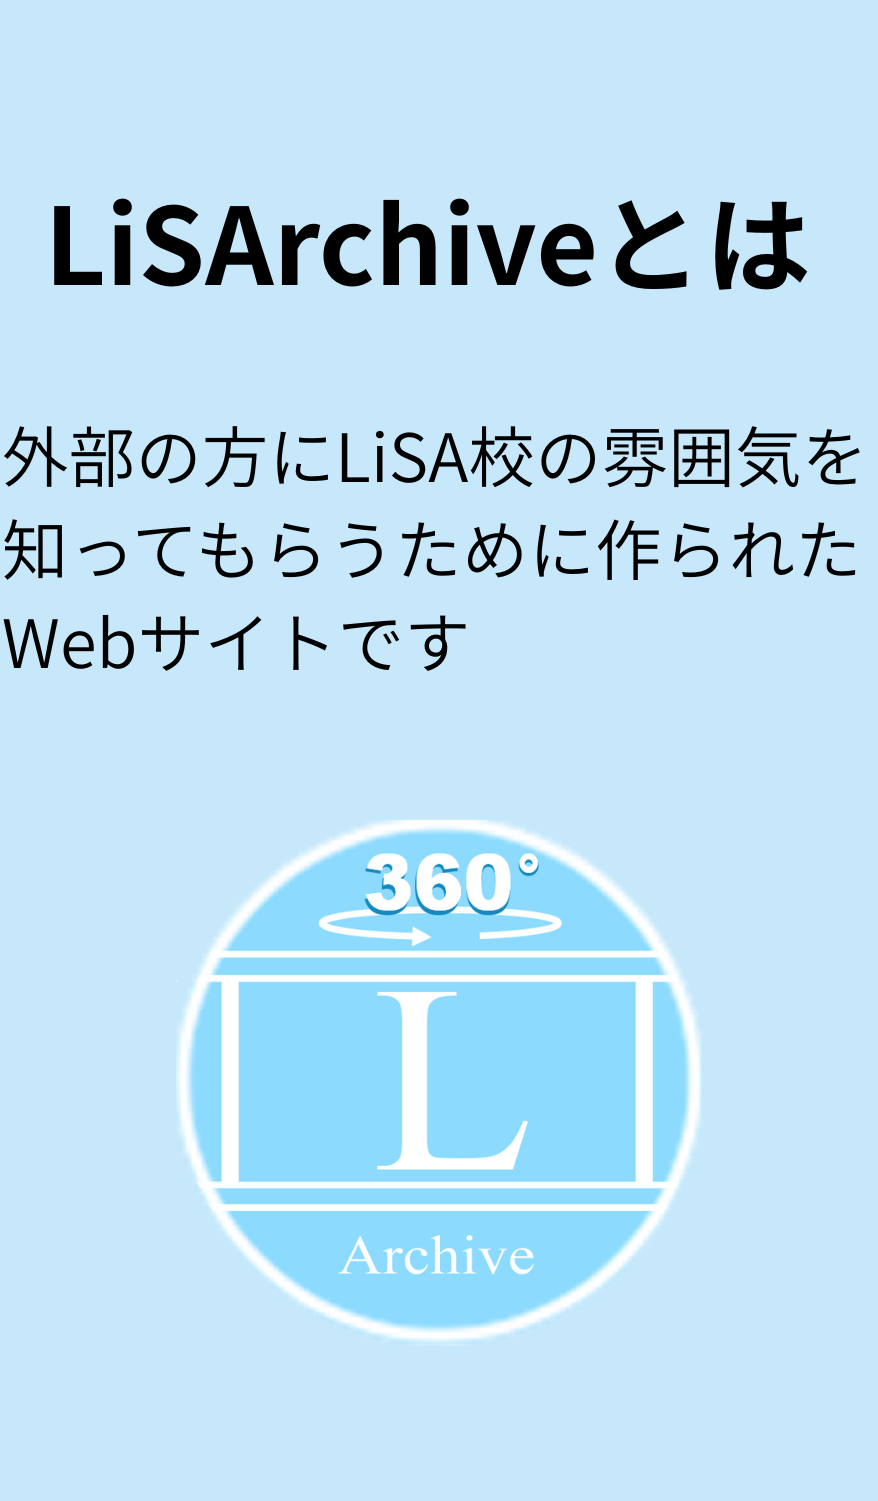 LiSArchiveとは
外部の方にLiSA校の雰囲気を
知ってもらうために作られた
Webサイトです
360°
L
Archive